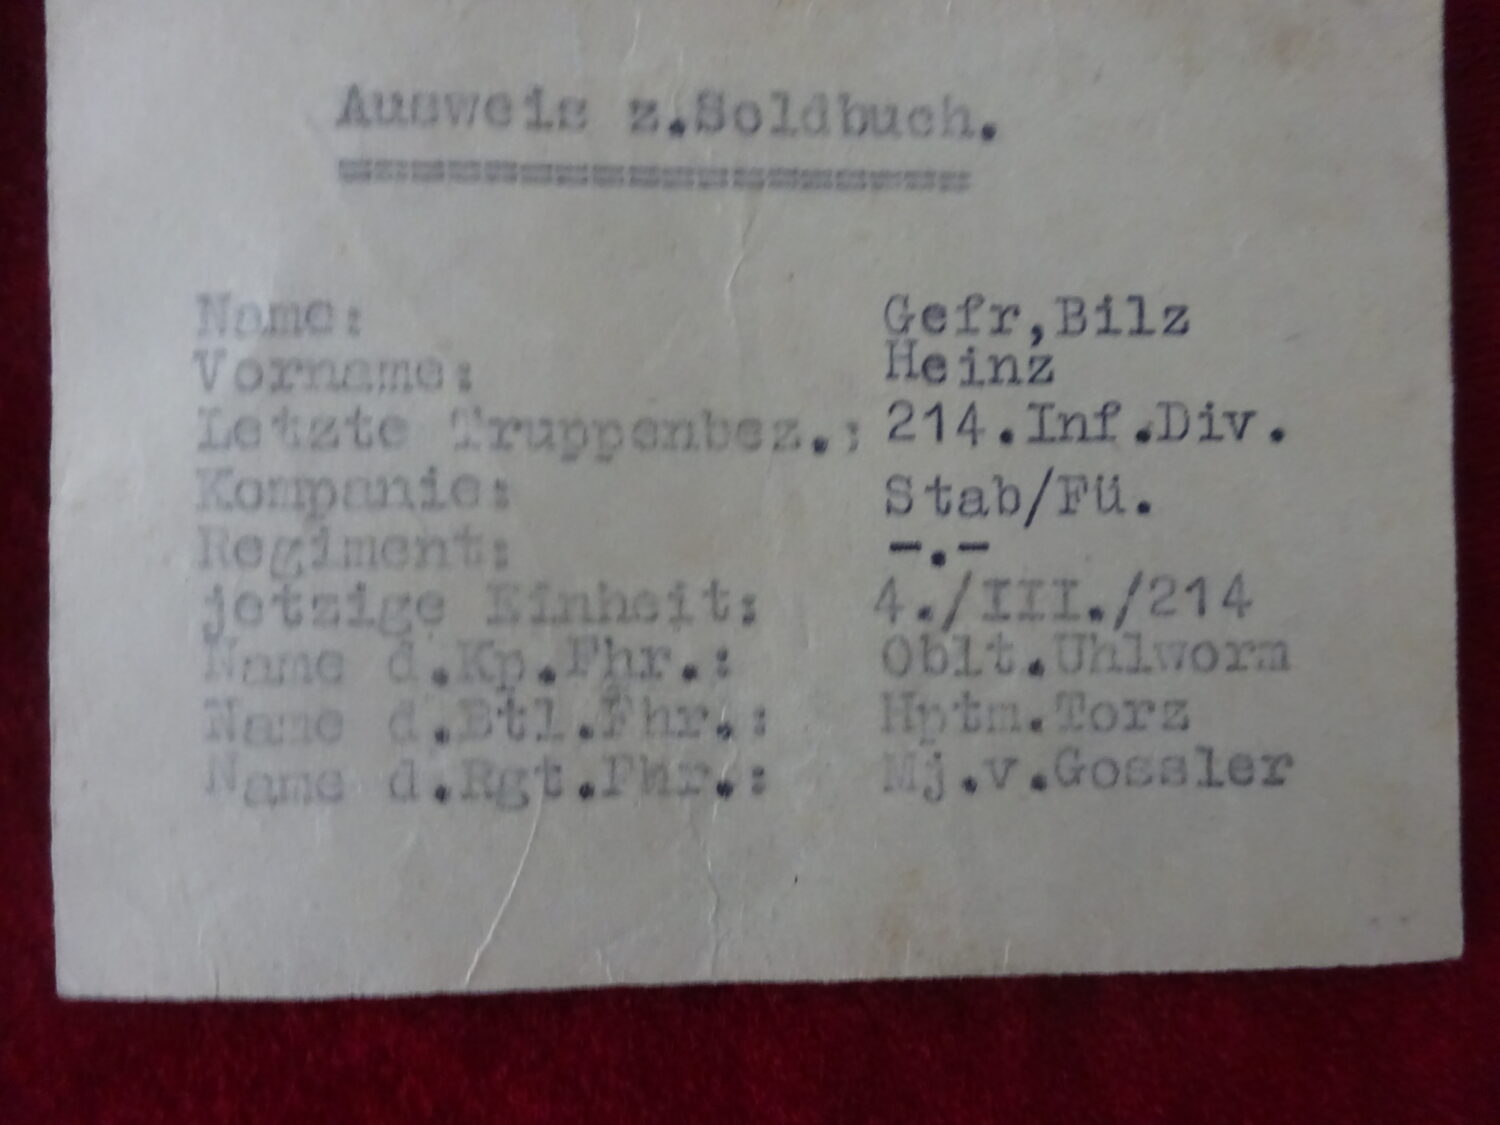 Ausweis z.Soldbuch.
==================
Name: Gefr,Bilz
Vorname: Heinz
Letzte Truppenbez.: 214.Inf.Div.
Kompanie: Stab/Fü.
Regiment: -.-
jetzige Einheit: 4./III./214
Name d.Kp.Fhr.: Oblt.Uhlworm
Name d.Btl.Fhr.: Hptm.Torz
Name d.Rgt.Fhr.: Mj.v.Gossler